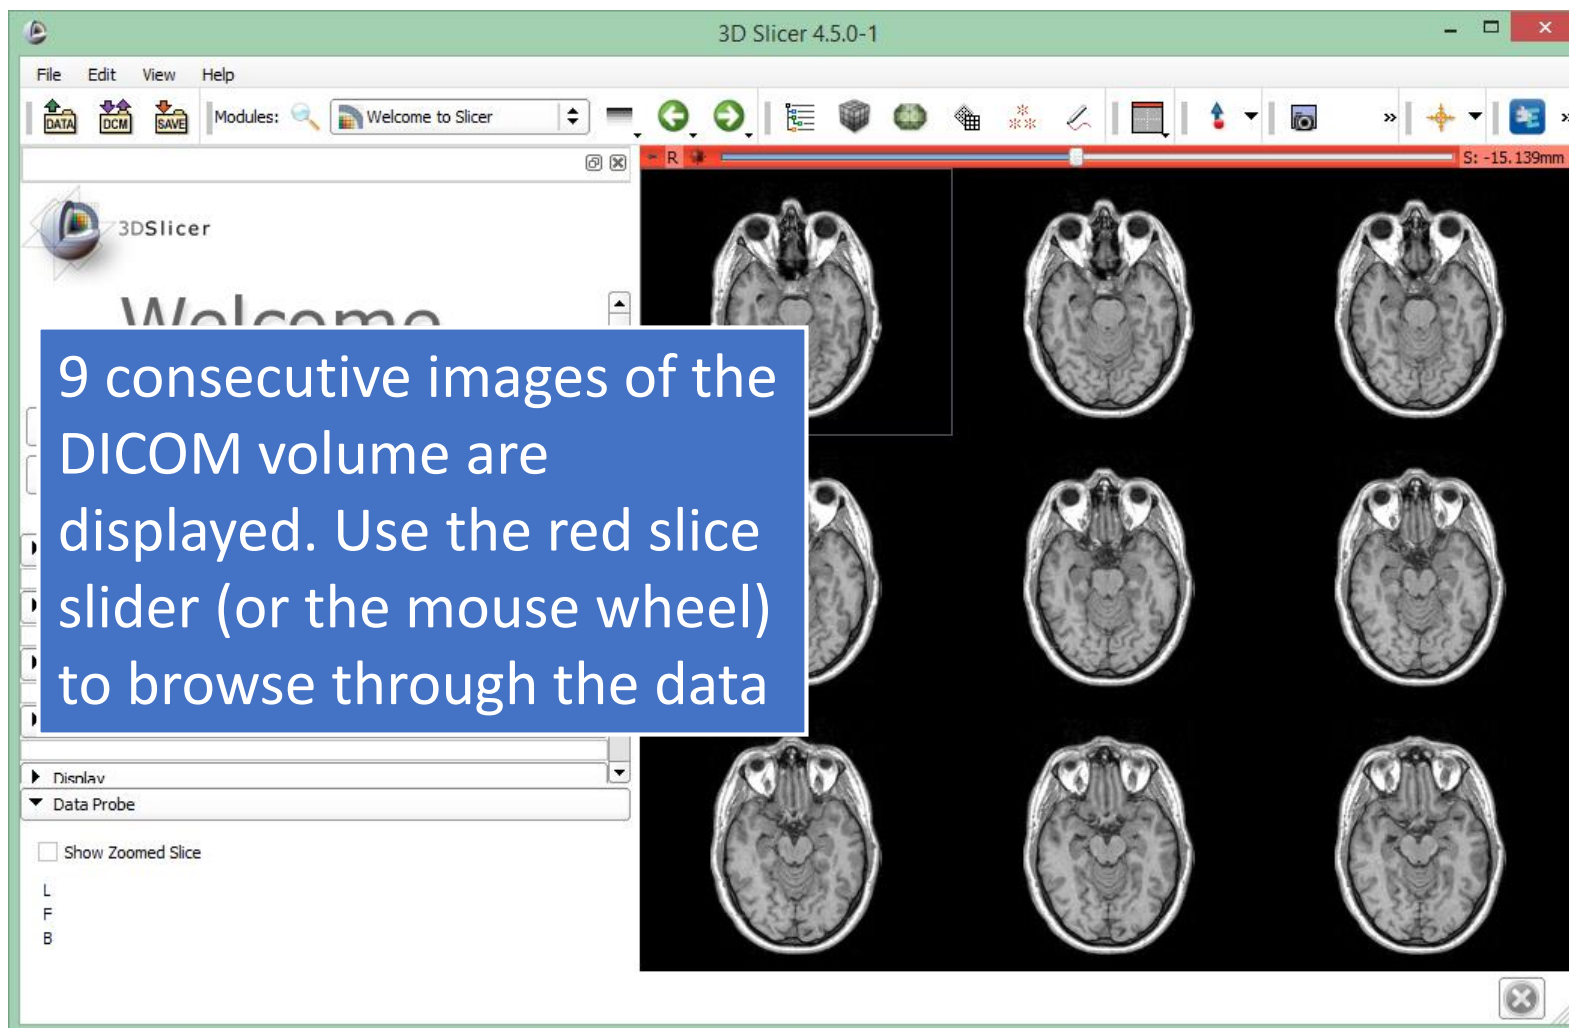 3D Slicer 4.5.0-1
File Edit View Help
DATA DCM SAVE Modules: Welcome to Slicer
R S: -15.139mm
3DSlicer
Welcome
9 consecutive images of the
DICOM volume are
displayed. Use the red slice
slider (or the mouse wheel)
to browse through the data
Display
Data Probe
Show Zoomed Slice
L
F
B